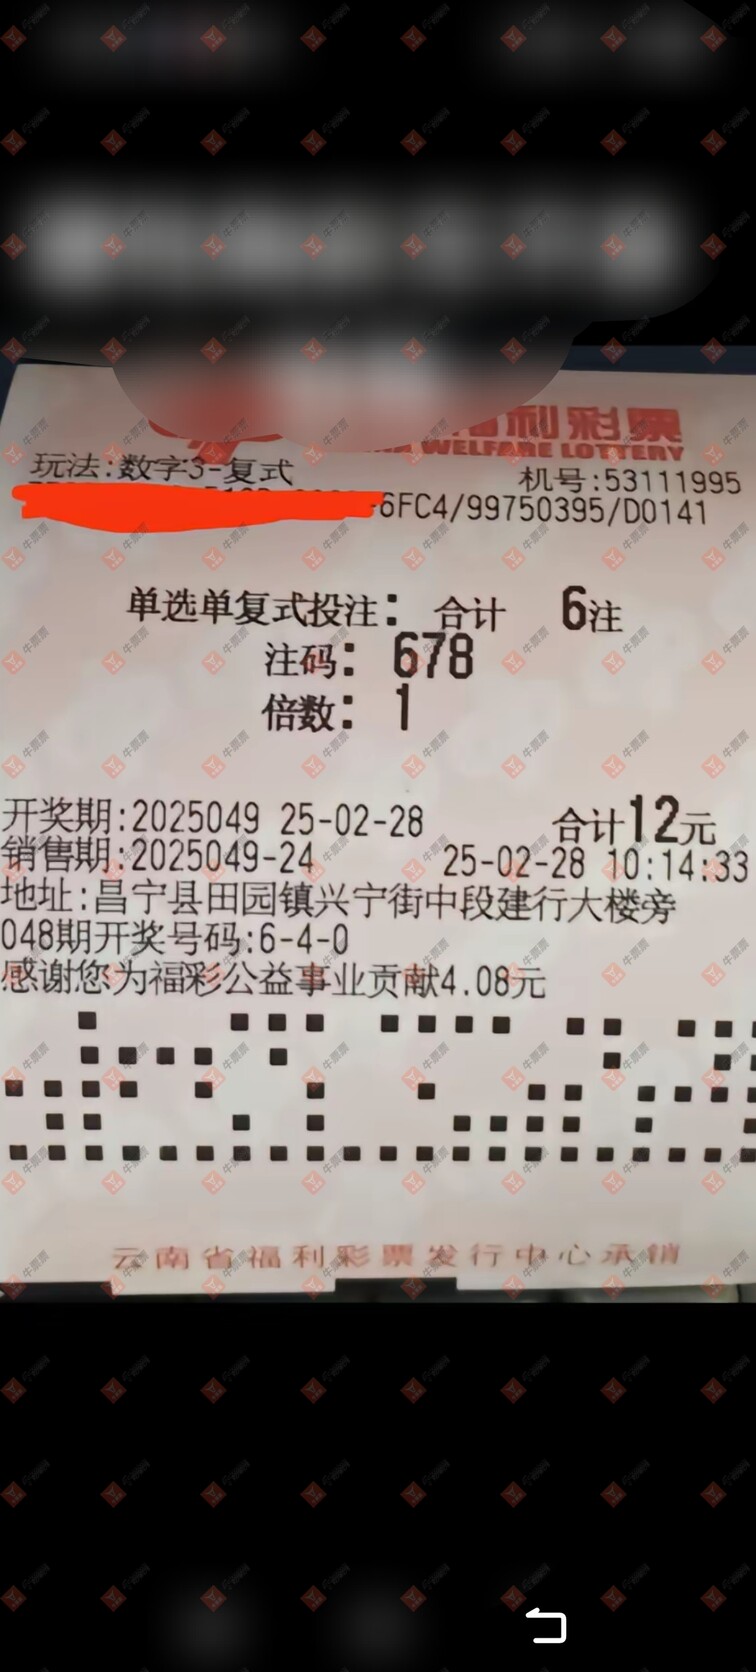 福利彩票
WELFARE LOTTERY
玩法:数字3-复式
机号:53111995
-6FC4/99750395/D0141
单选单复式投注: 合计 6注
注码: 678
倍数: 1
开奖期:2025049 25-02-28 合计12元
销售期:2025049-24 25-02-28 10:14:33
地址:昌宁县田园镇兴宁街中段建行大楼旁
048期开奖号码:6-4-0
感谢您为福彩公益事业贡献4.08元
云南省福利彩票发行中心承销
牛票票